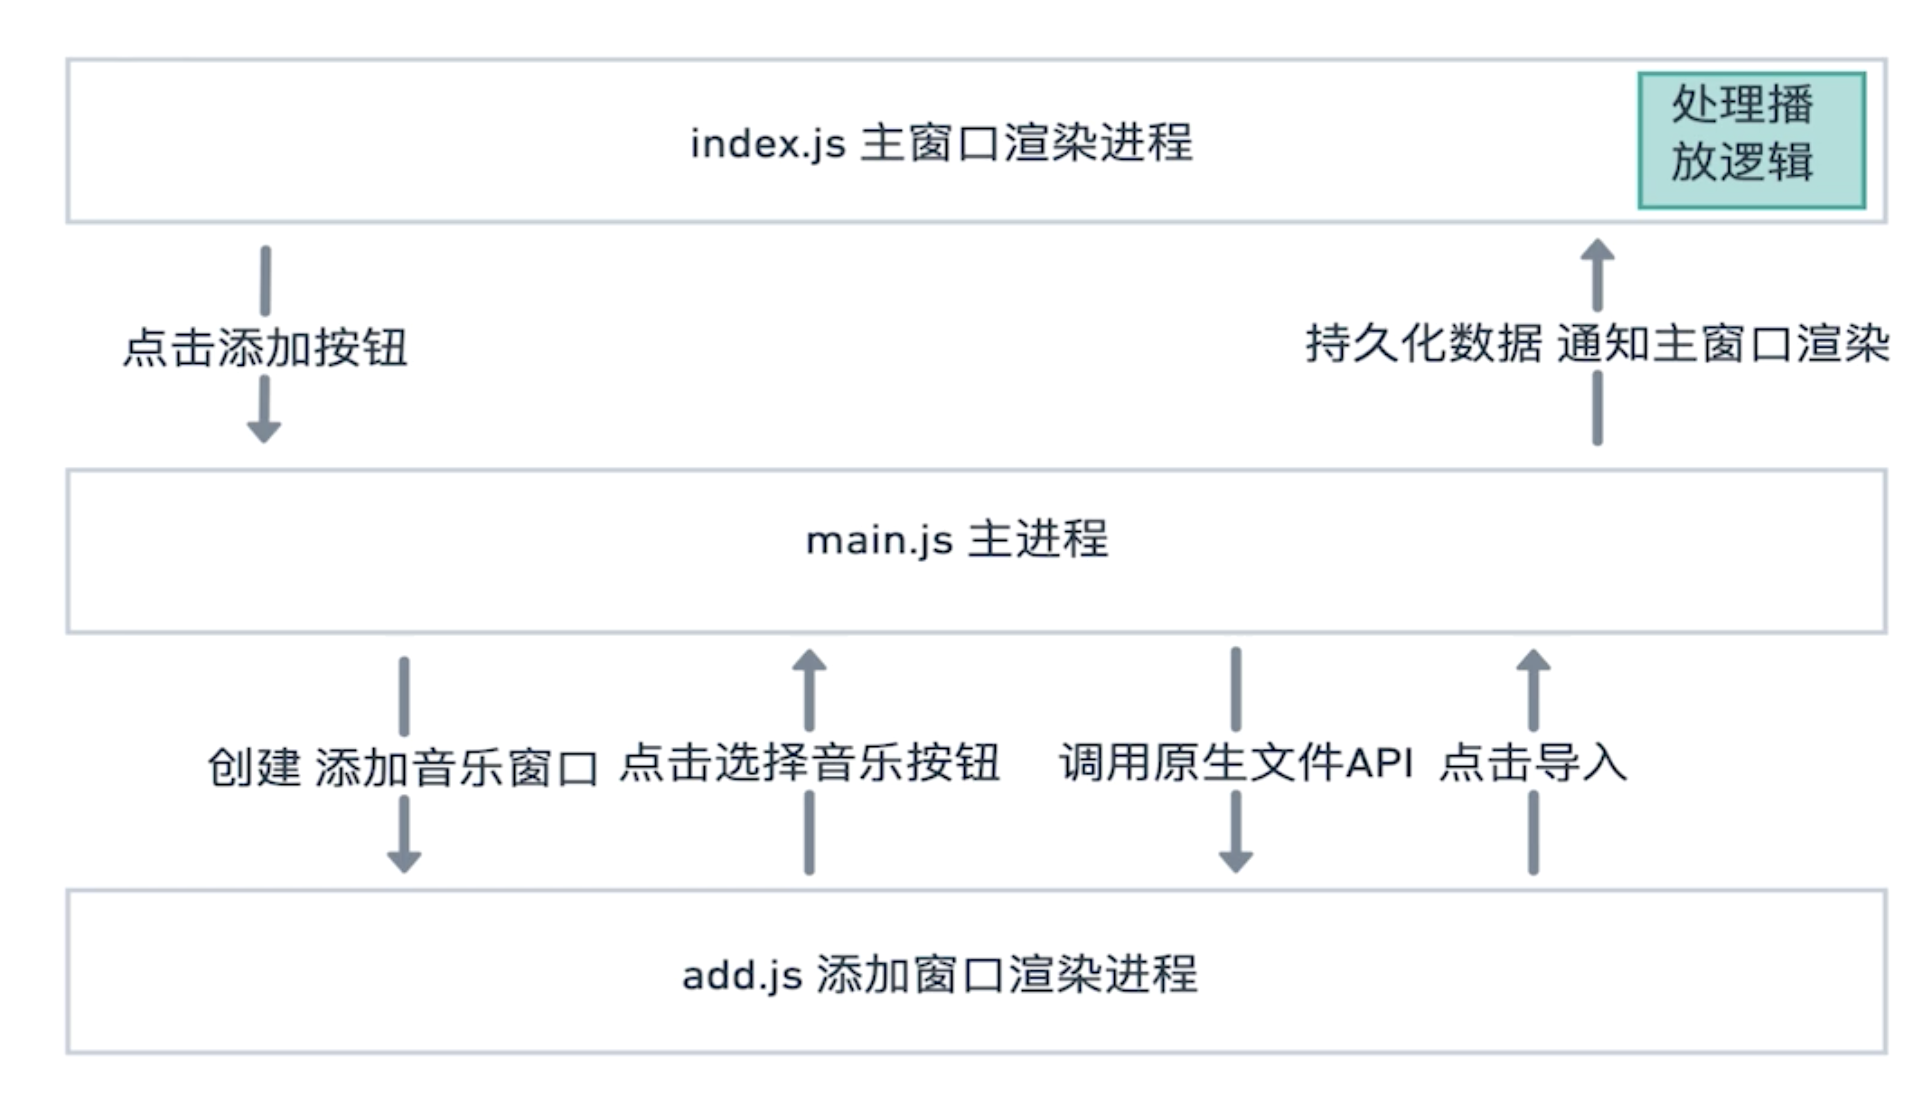 index.js 主窗口渲染进程
处理播
放逻辑
点击添加按钮
持久化数据 通知主窗口渲染
main.js 主进程
创建 添加音乐窗口
点击选择音乐按钮
调用原生文件API
点击导入
add.js 添加窗口渲染进程